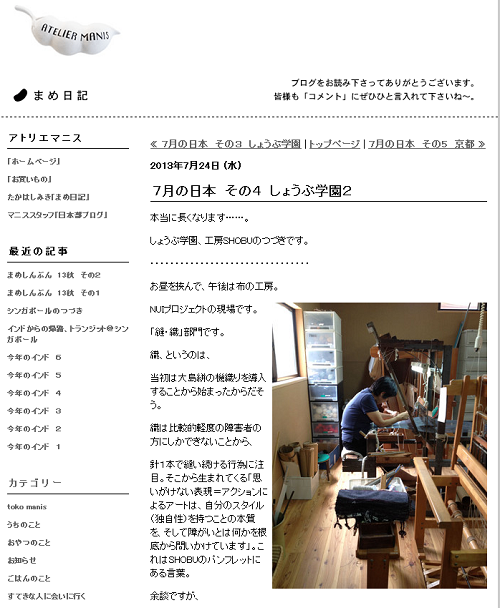 ATELIER MANIS
まめ日記
ブログをお読み下さってありがとうございます。
皆様も「コメント」にぜひひと言入れて下さいね〜。
アトリエマニス
「ホームページ」
「お買いもの」
たかはしみき「まめ日記」
マニススタッフ「日本部ブログ」
最近の記事
まめしんぶん 13秋 その2
まめしんぶん 13秋 その1
シンガポールのつづき
インドからの帰路、トランジット@シン
ガポール
今年のインド 6
今年のインド 5
今年のインド 4
今年のインド 3
今年のインド 2
今年のインド 1
カテゴリー
toko manis
うちのこと
おやつのこと
お知らせ
ごはんのこと
すてきな人に会いに行く
« 7月の日本 その3 しょうぶ学園 | トップページ | 7月の日本 その5 京都 »
2013年7月24日 (水)
7月の日本 その4 しょうぶ学園2
本当に長くなります……。
しょうぶ学園、工房SHOBUのつづきです。
・・・・・・・・・・・・・・・・・・・・・・・・・・・・・・・・
お昼を挟んで、午後は布の工房。
NUIプロジェクトの現場です。
「縫・織」部門です。
織、というのは、
当初は大島紬の機織りを導入
することから始まったからだそ
う。
織は比較的軽度の障害者の
方にしかできないことから、
針1本で縫い続ける行為に注
目。そこから生まれてくる「思
いがけない表現=アクションに
よるアートは、自分のスタイル
(独自性)を持つことの本質
を、そして障がいとは何かを根
底から問いかけています」。こ
れはSHOBUのパンフレットに
ある言葉。
余談ですが、